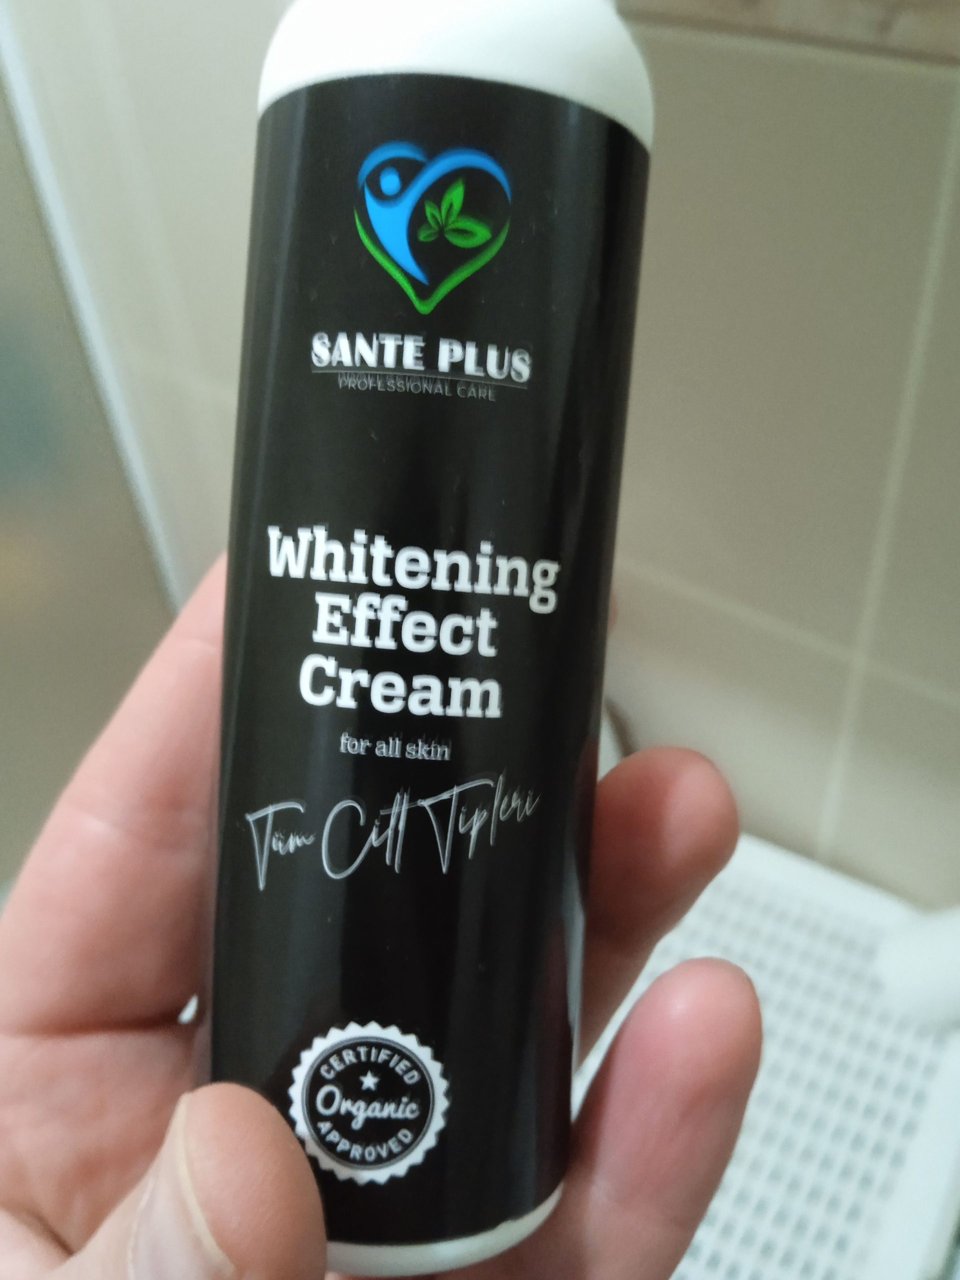 SANTE PLUS
PROFESSIONAL CARE
Whitening
Effect
Cream
for all skin
Tüm Cilt Tipleri
CERTIFIED
Organic
APPROVED